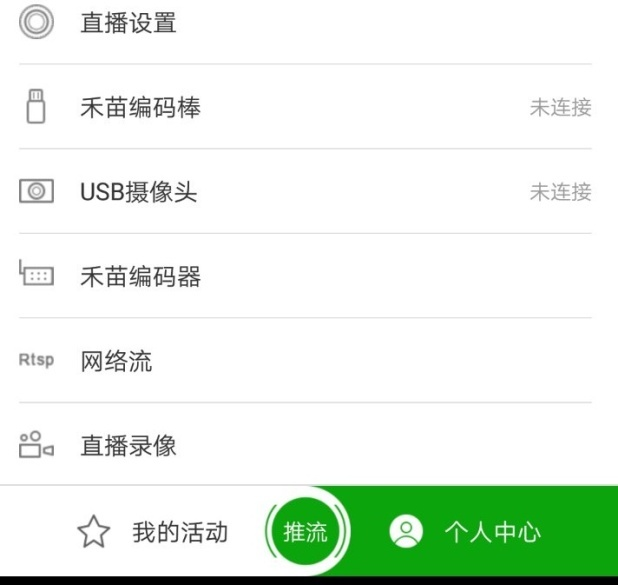 直播设置
禾苗编码棒 未连接
USB摄像头 未连接
禾苗编码器
Rtsp 网络流
直播录像
我的活动 推流 个人中心